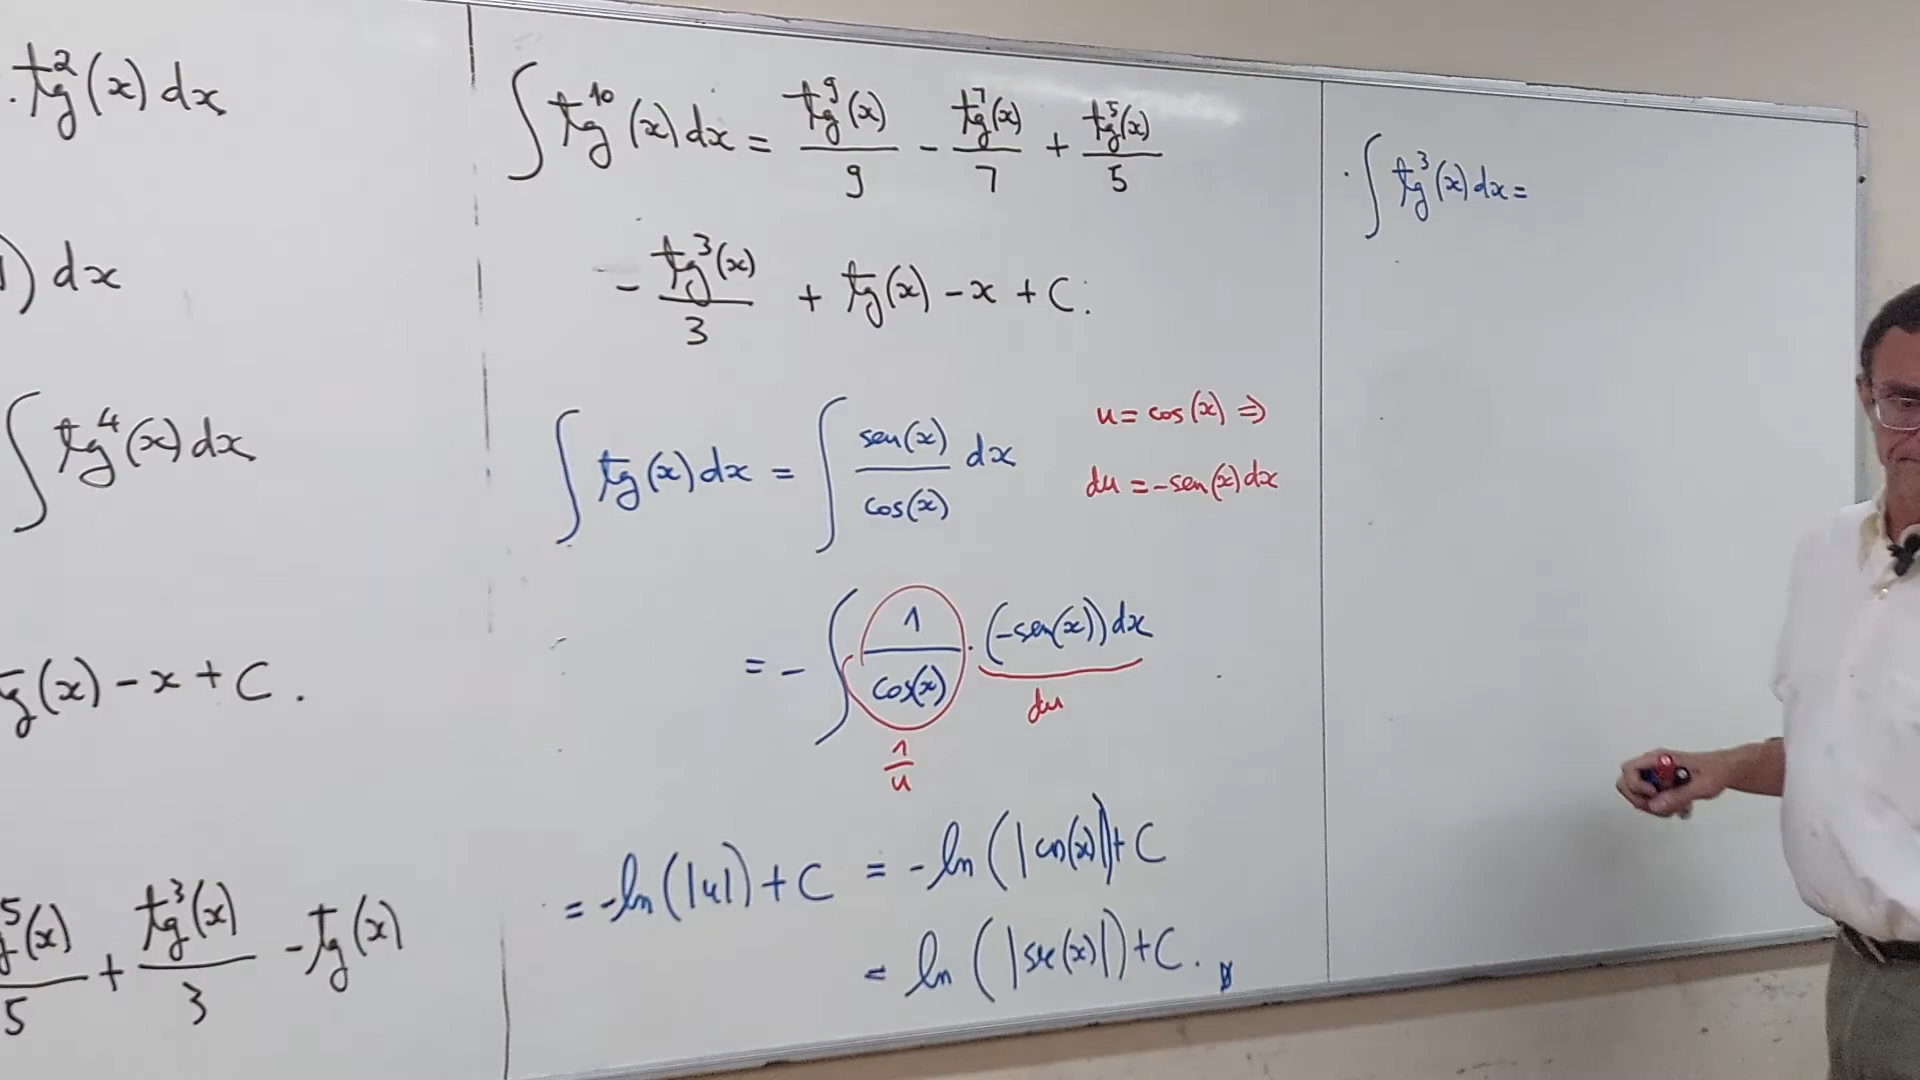 . tg²(x) dx
) dx
∫ tg⁴(x) dx
g(x) - x + C .
⁵(x)/5 + tg³(x)/3 - tg(x)
∫ tg¹⁰(x) dx = tg⁹(x)/9 - tg⁷(x)/7 + tg⁵(x)/5
- tg³(x)/3 + tg(x) - x + C .
∫ tg(x) dx = ∫ sen(x)/cos(x) dx
u = cos(x) ⇒
du = -sen(x) dx
= - ∫ 1/cos(x) . (-sen(x)) dx
1/u
du
= -ln(|u|) + C = -ln(|cos(x)|) + C
= ln(|sec(x)|) + C .
. ∫ tg³(x) dx =